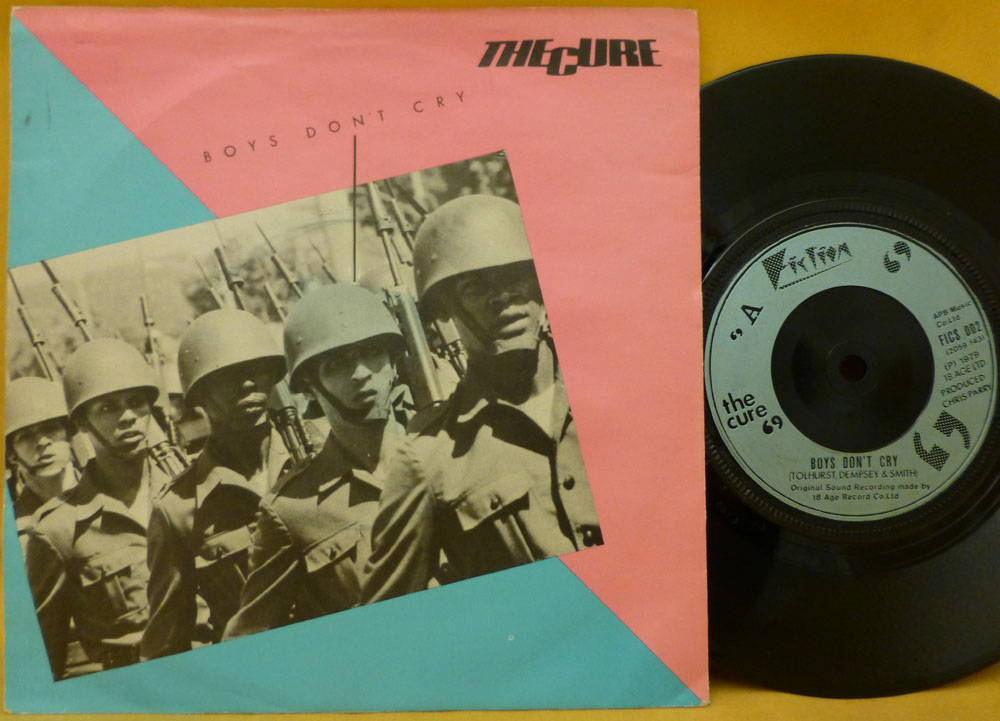 THE CURE
BOYS DON'T CRY
Fiction
"A
APB Music
Co.Ltd.
FICS 002
(2059 143)
(P) 1979
18 AGE LTD.
PRODUCED
CHRIS PARRY
the
cure
BOYS DON'T CRY
(TOLHURST, DEMPSEY & SMITH)
Original Sound Recording made by
18 Age Record Co.Ltd